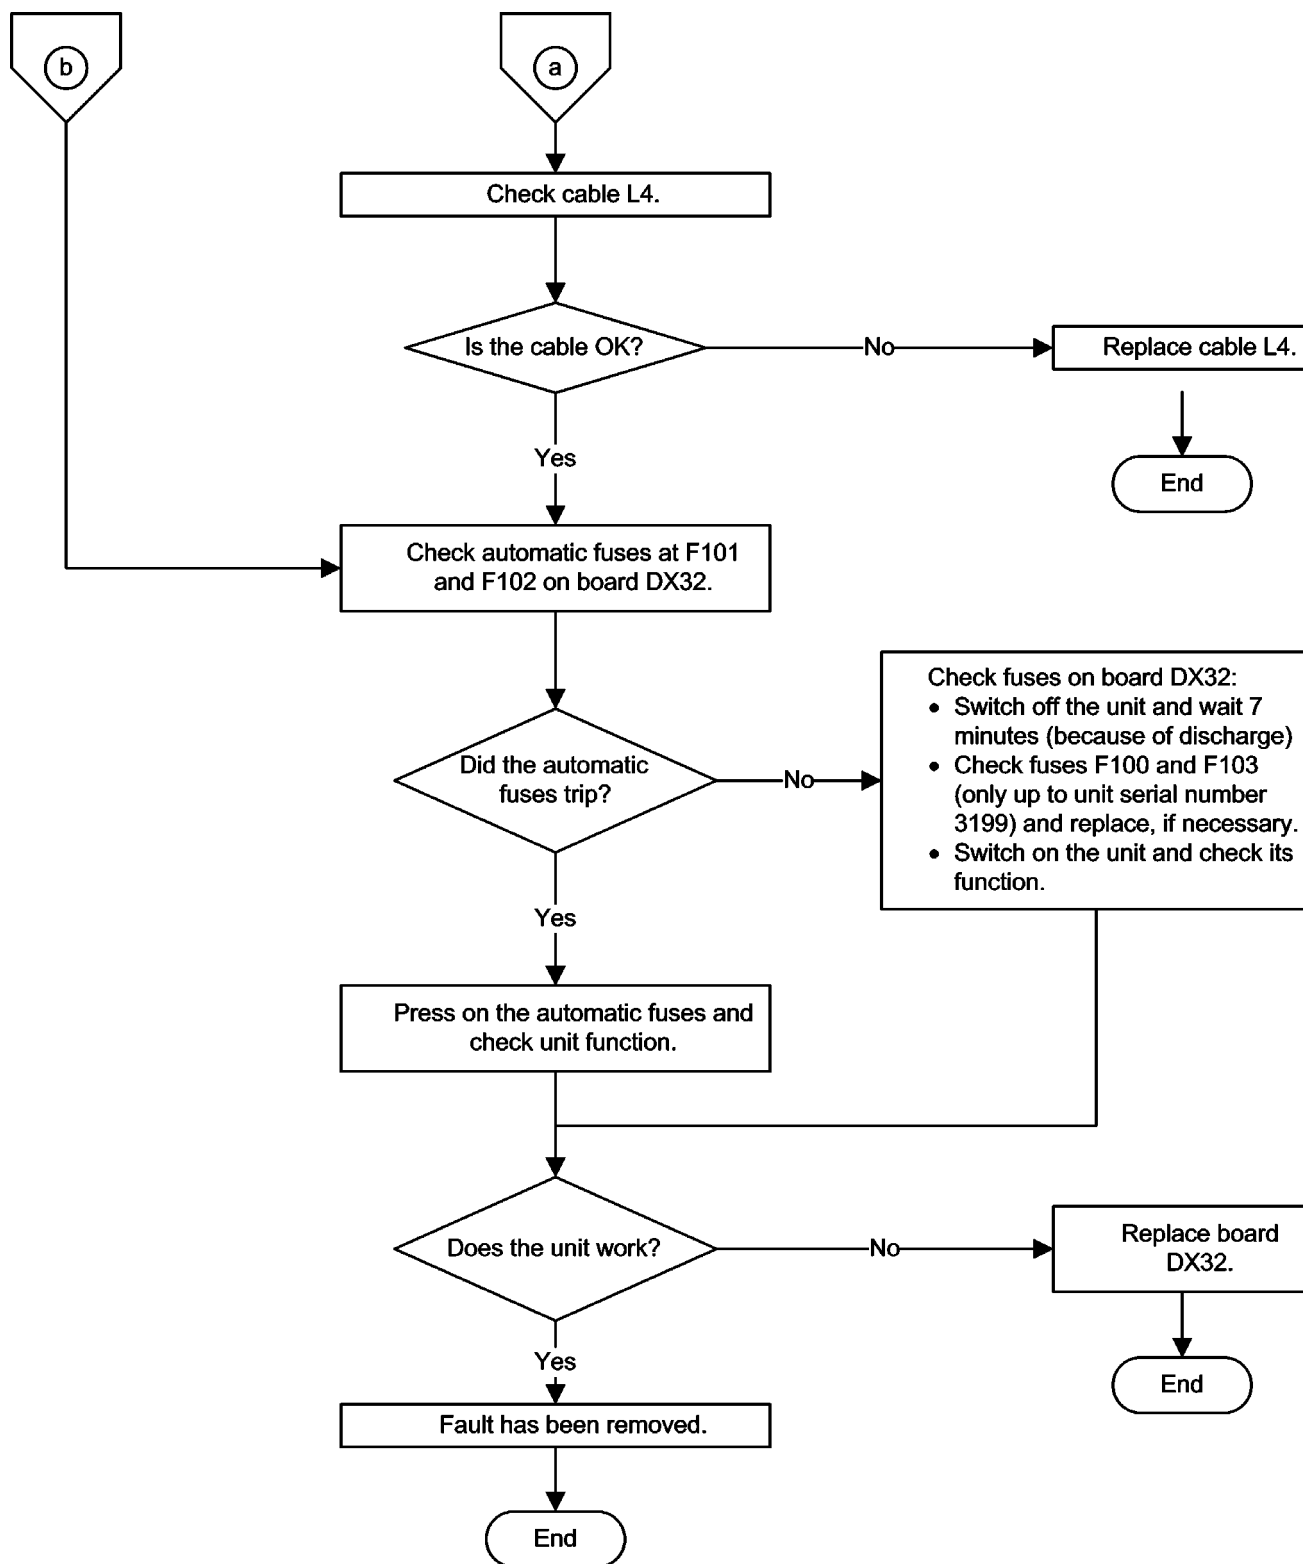 b
a
Check cable L4.
Is the cable OK?
No
Replace cable L4.
Yes
End
Check automatic fuses at F101
and F102 on board DX32.
Check fuses on board DX32:
• Switch off the unit and wait 7
minutes (because of discharge)
• Check fuses F100 and F103
(only up to unit serial number
3199) and replace, if necessary.
• Switch on the unit and check its
function.
Did the automatic
fuses trip?
No
Yes
Press on the automatic fuses and
check unit function.
Does the unit work?
No
Replace board
DX32.
Yes
End
Fault has been removed.
End